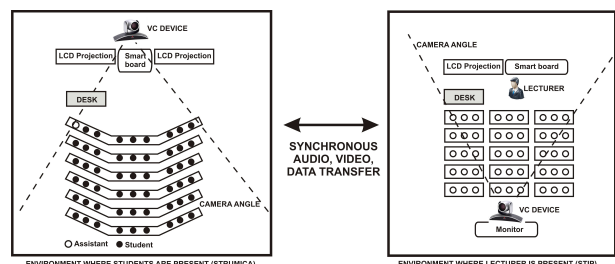 VC DEVICE
LCD Projection
Smart
board
LCD Projection
DESK
CAMERA ANGLE
Assistant
Student
ENVIRONMENT WHERE STUDENTS ARE PRESENT (STRUMICA)
SYNCHRONOUS
AUDIO, VIDEO,
DATA TRANSFER
CAMERA ANGLE
LCD Projection
Smart board
LECTURER
DESK
VC DEVICE
Monitor
ENVIRONMENT WHERE LECTURER IS PRESENT (STIP)